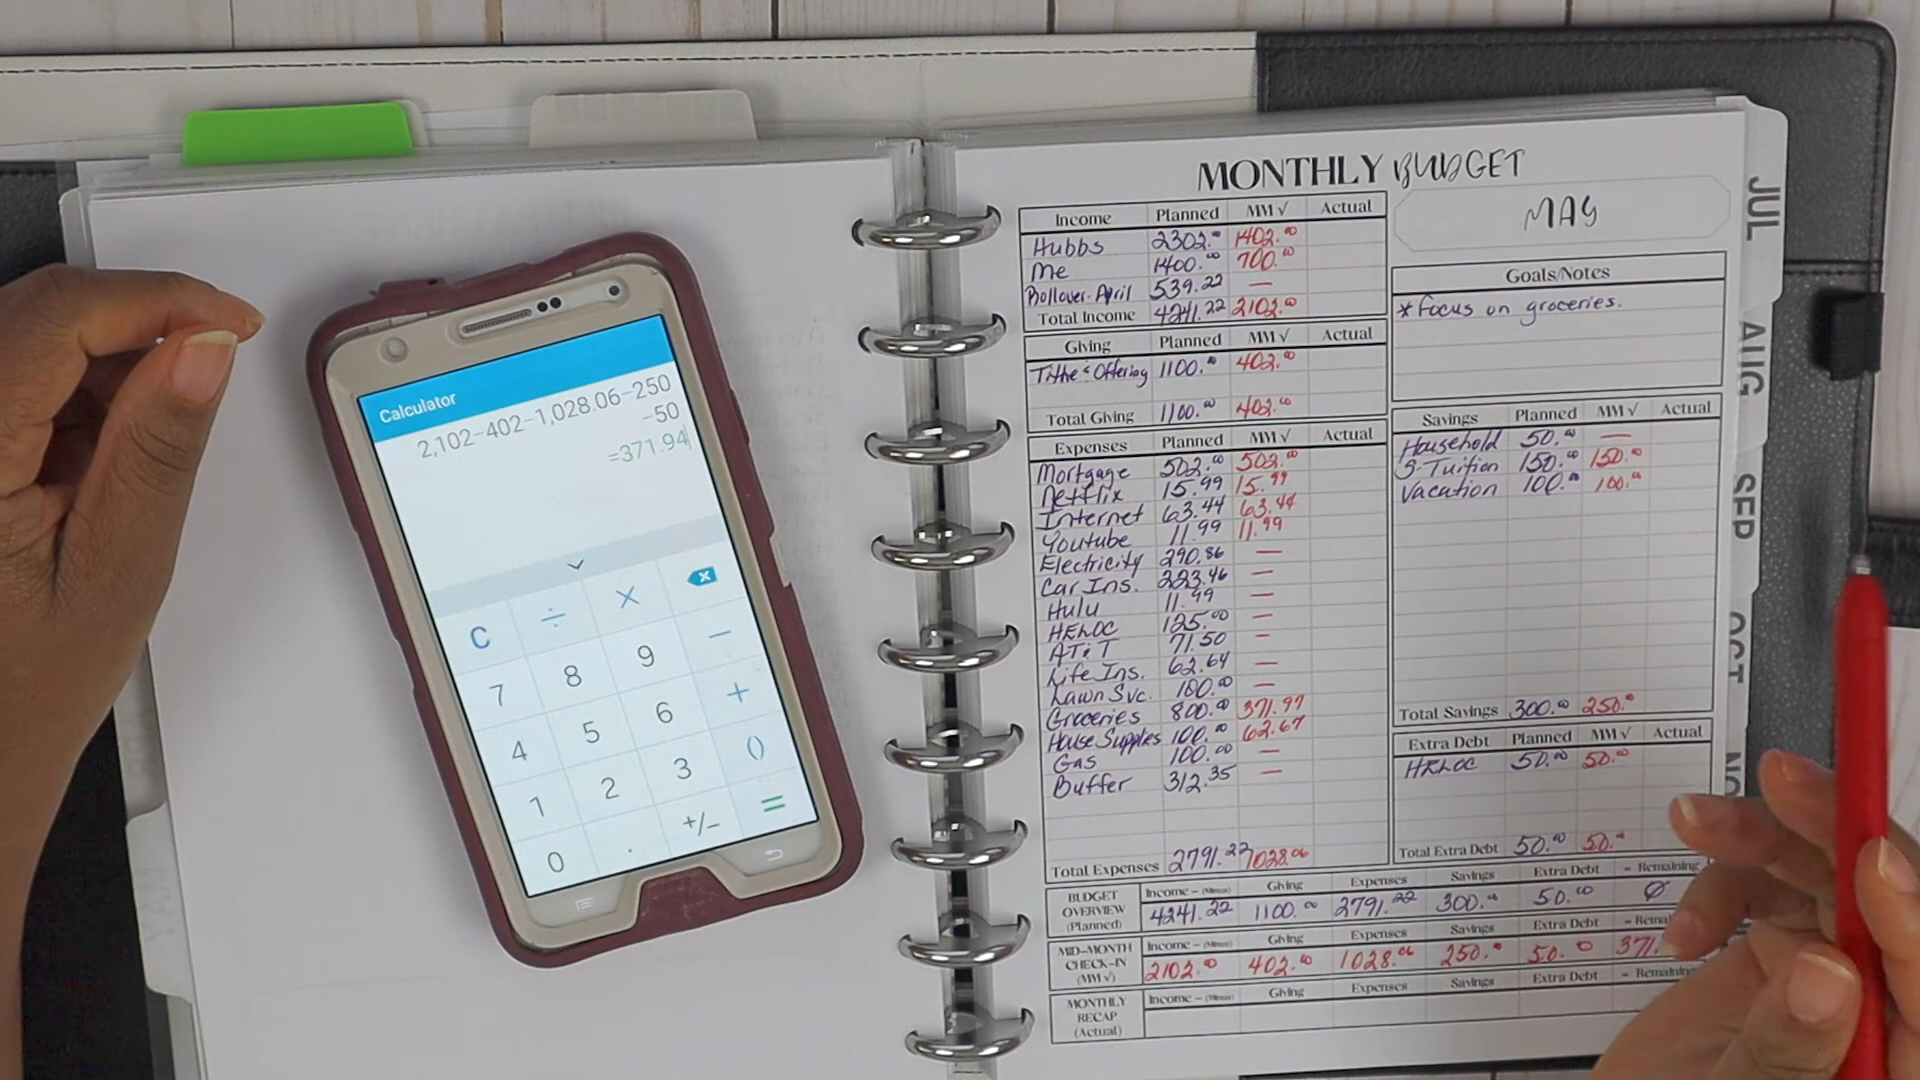 MONTHLY BUDGET
MAY
Income Planned MM√ Actual
Hubbs 2302.00 1402.00
Me 1400.00 700.00
Rollover-April 539.22 —
Total Income 4241.22 2102.00
Giving Planned MM√ Actual
Tithe & Offering 1100.00 402.00
Total Giving 1100.00 402.00
Expenses Planned MM√ Actual
Mortgage 502.00 502.00
Netflix 15.99 15.99
Internet 63.44 63.44
Youtube 11.99 11.99
Electricity 290.86 —
Car Ins. 223.46 —
Hulu 11.99 —
HELOC 125.00 —
AT&T 71.50 —
Life Ins. 62.64 —
Lawn Svc. 100.00 —
Groceries 800.00 371.97
House Supplies 100.00 62.67
Gas 100.00 —
Buffer 312.35 —
Total Expenses 2791.22 1028.06
Goals/Notes
* Focus on groceries.
Savings Planned MM√ Actual
Household 50.00 —
S. Tuition 150.00 150.00
Vacation 100.00 100.00
Total Savings 300.00 250.00
Extra Debt Planned MM√ Actual
HELOC 50.00 50.00
Total Extra Debt 50.00 50.00
BUDGET OVERVIEW (Planned)
Income – (Minus) Giving Expenses Savings Extra Debt = Remaining
4241.22 1100.00 2791.22 300.00 50.00 Ø
MID-MONTH CHECK-IN (MM√)
Income – (Minus) Giving Expenses Savings Extra Debt
2102.00 402.00 1028.06 250.00 50.00 371.
MONTHLY RECAP (Actual)
Income – (Minus) Giving Expenses Savings Extra Debt = Remaining
JUL
AUG
SEP
OCT
Calculator
2,102−402−1,028.06−250
−50
=371.94
C ÷ ×
7 8 9 −
4 5 6 +
1 2 3 ()
0 . +/− =